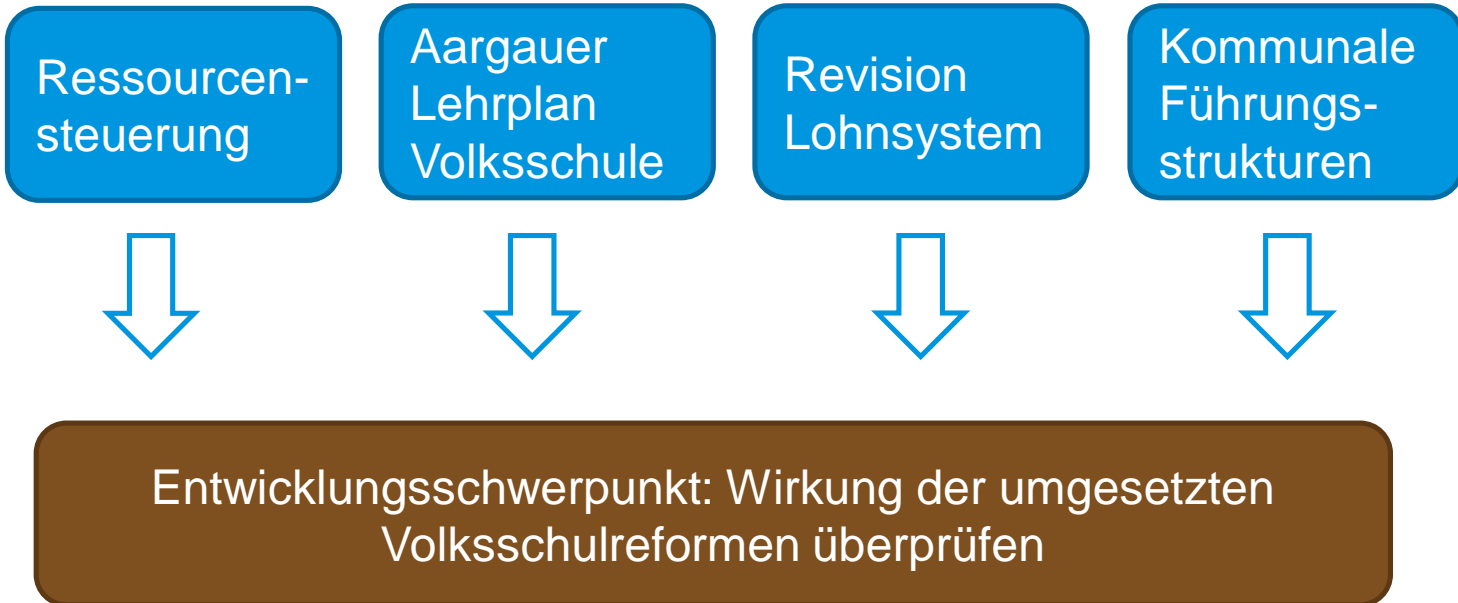 Ressourcen-
steuerung
Aargauer
Lehrplan
Volksschule
Revision
Lohnsystem
Kommunale
Führungs-
strukturen
Entwicklungsschwerpunkt: Wirkung der umgesetzten
Volksschulreformen überprüfen